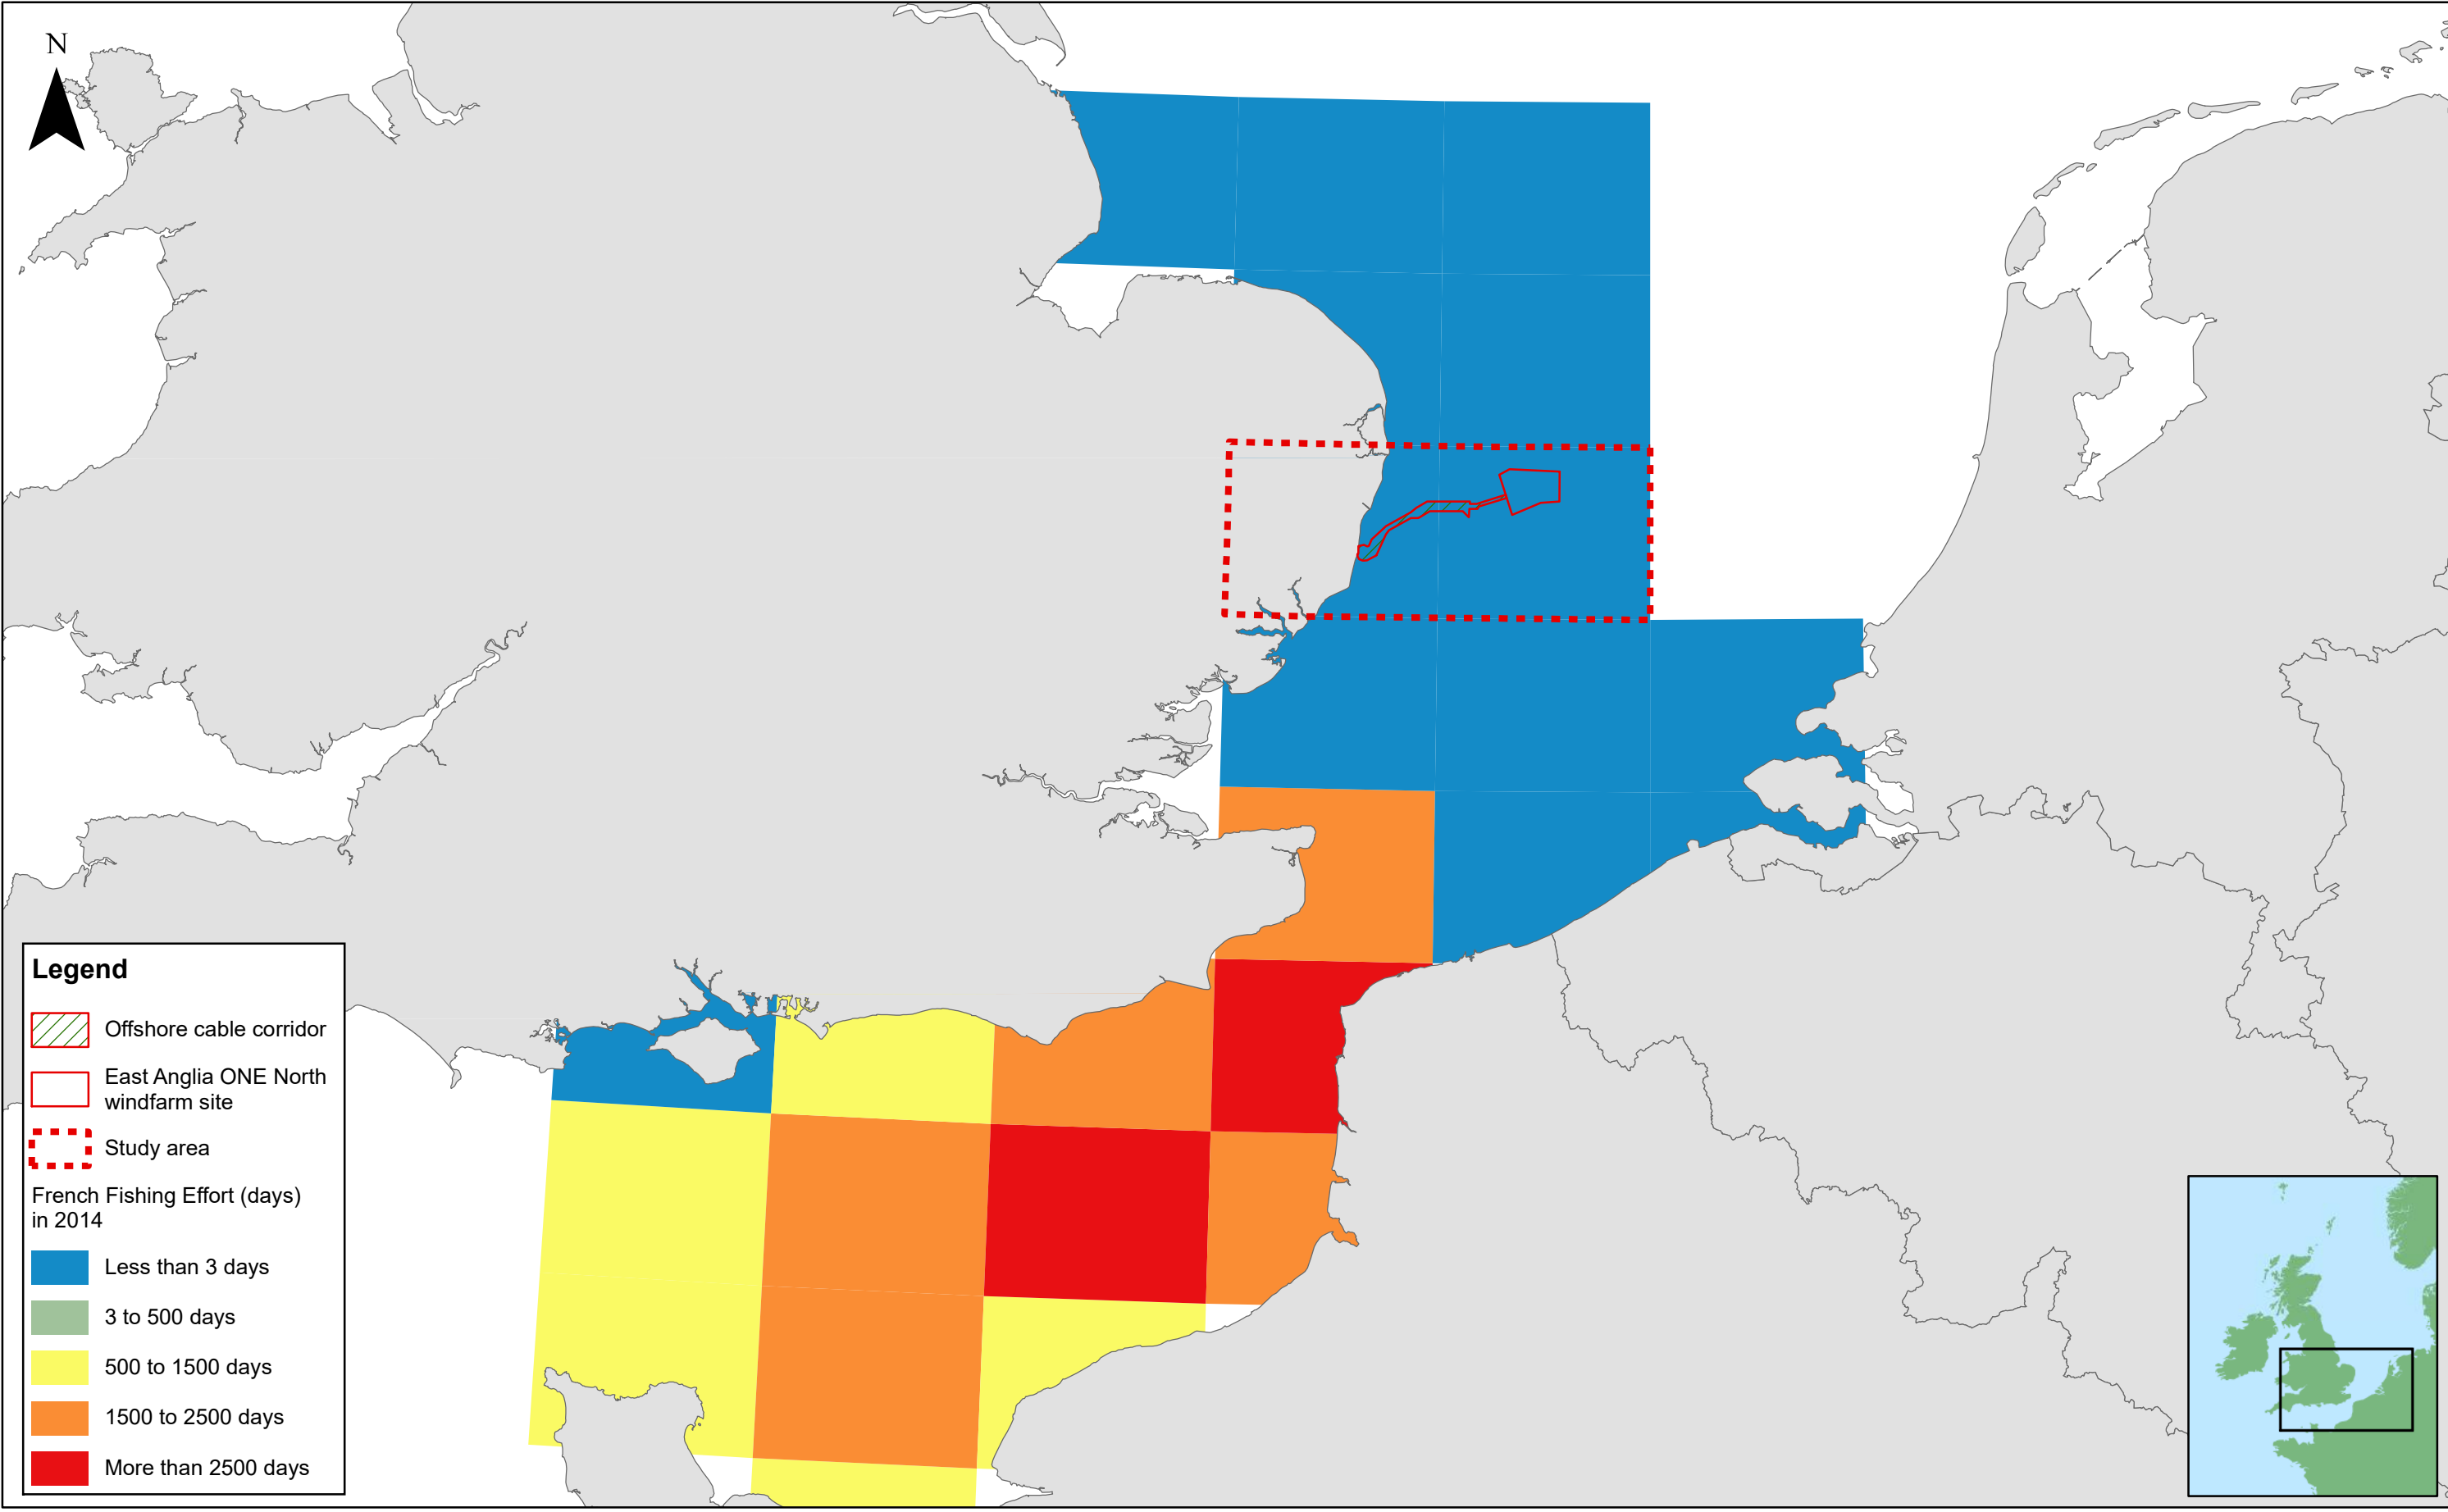 N
Legend
Offshore cable corridor
East Anglia ONE North
windfarm site
Study area
French Fishing Effort (days)
in 2014
Less than 3 days
3 to 500 days
500 to 1500 days
1500 to 2500 days
More than 2500 days